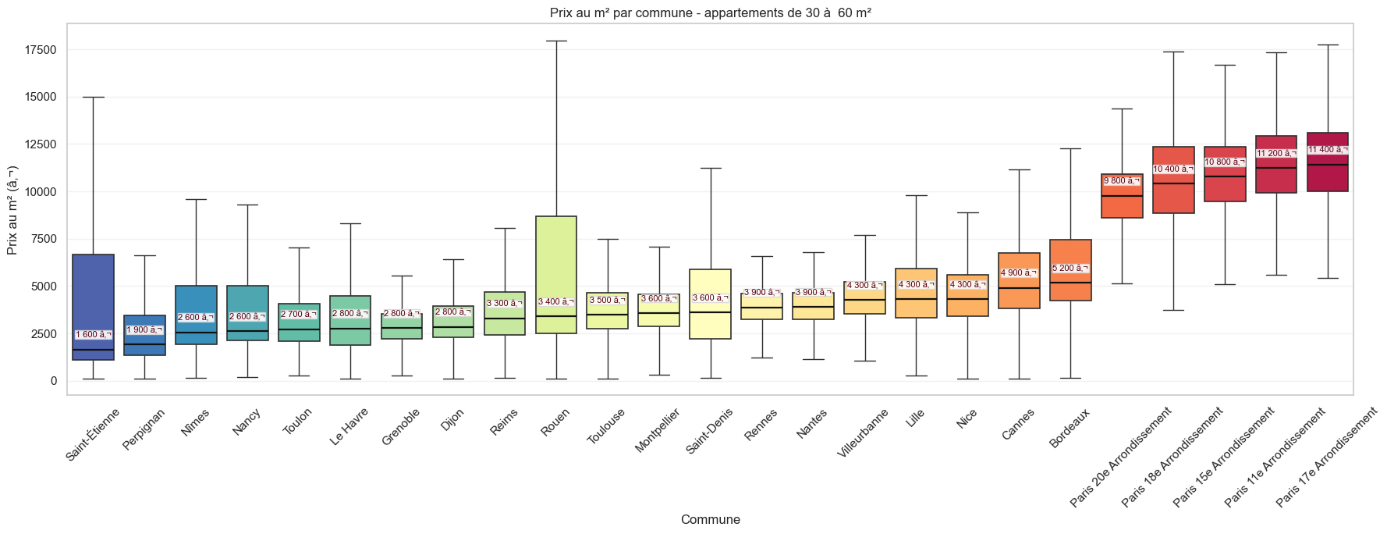 Prix au m² par commune - appartements de 30 à  60 m²
Prix au m² (â‚¬)
17500
15000
12500
10000
7500
5000
2500
0
1 600 â‚¬
1 900 â‚¬
2 600 â‚¬
2 600 â‚¬
2 700 â‚¬
2 800 â‚¬
2 800 â‚¬
2 800 â‚¬
3 300 â‚¬
3 400 â‚¬
3 500 â‚¬
3 600 â‚¬
3 600 â‚¬
3 900 â‚¬
3 900 â‚¬
4 300 â‚¬
4 300 â‚¬
4 300 â‚¬
4 900 â‚¬
5 200 â‚¬
9 800 â‚¬
10 400 â‚¬
10 800 â‚¬
11 200 â‚¬
11 400 â‚¬
Saint-Étienne
Perpignan
Nîmes
Nancy
Toulon
Le Havre
Grenoble
Dijon
Reims
Rouen
Toulouse
Montpellier
Saint-Denis
Rennes
Nantes
Villeurbanne
Lille
Nice
Cannes
Bordeaux
Paris 20e Arrondissement
Paris 18e Arrondissement
Paris 15e Arrondissement
Paris 11e Arrondissement
Paris 17e Arrondissement
Commune